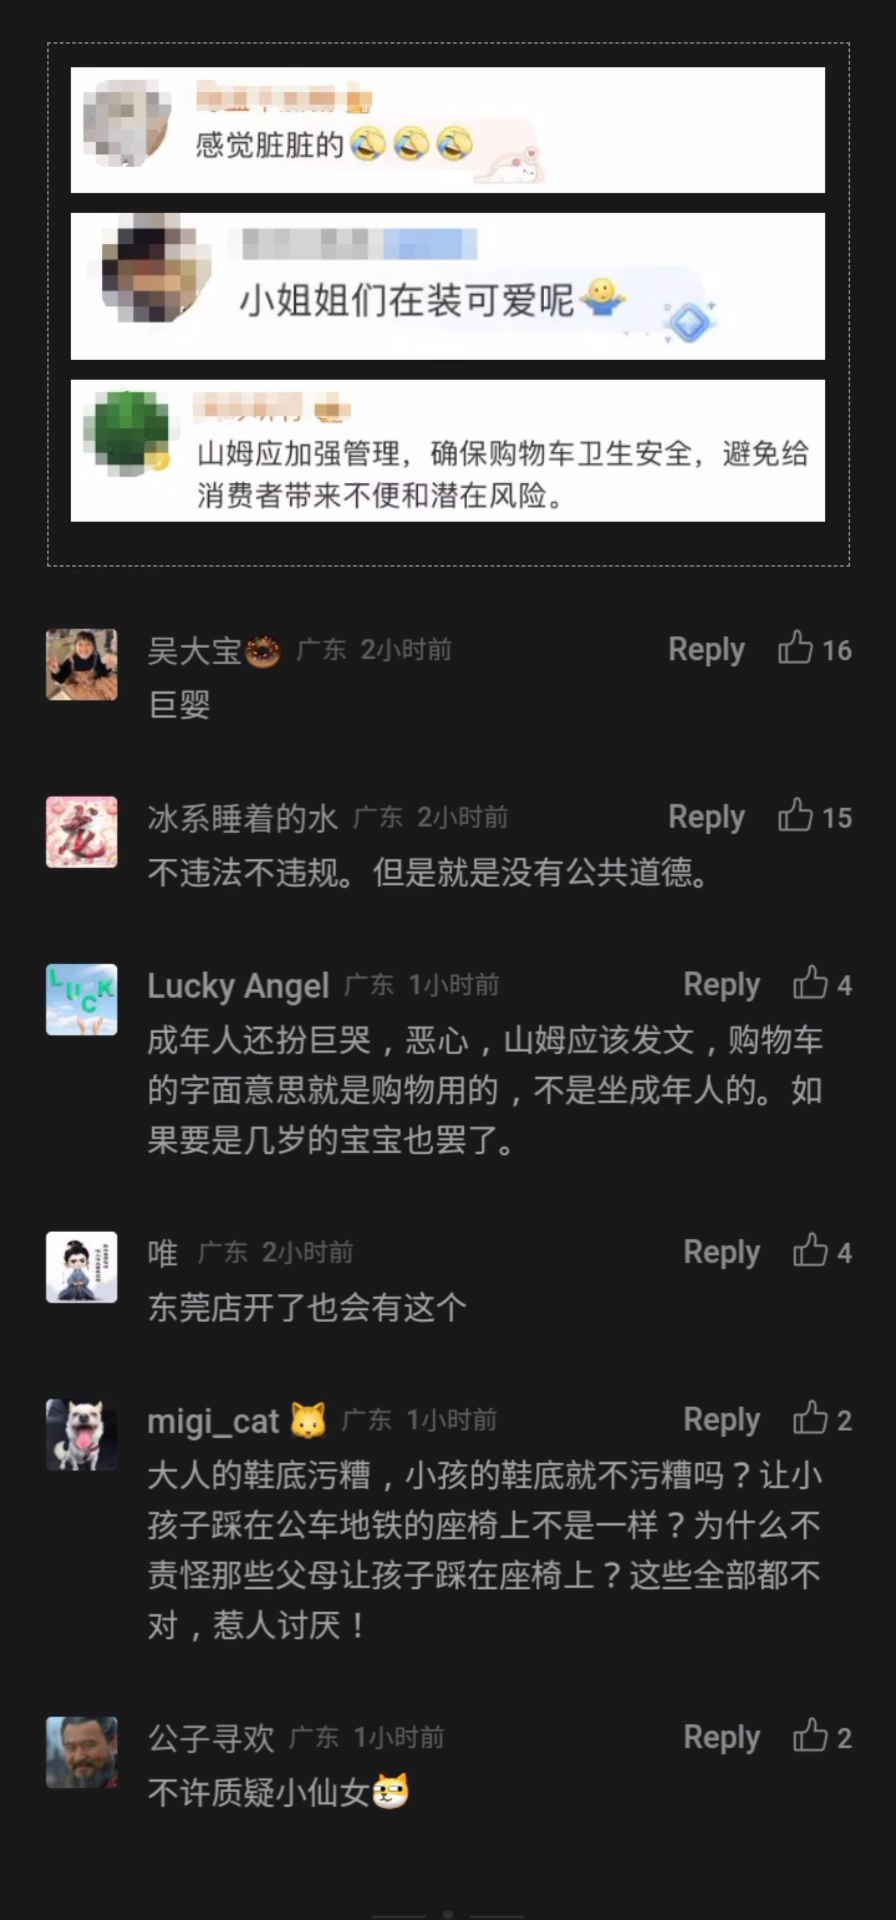 感觉脏脏的🤣🤣🤣
小姐姐们在装可爱呢🤷
山姆应加强管理，确保购物车卫生安全，避免给
消费者带来不便和潜在风险。
吴大宝🍩 广东 2小时前 Reply 16
巨婴
冰系睡着的水 广东 2小时前 Reply 15
不违法不违规。但是就是没有公共道德。
LUCK
Lucky Angel 广东 1小时前 Reply 4
成年人还扮巨哭，恶心，山姆应该发文，购物车
的字面意思就是购物用的，不是坐成年人的。如
果要是几岁的宝宝也罢了。
唯 广东 2小时前 Reply 4
东莞店开了也会有这个
migi_cat 🐱 广东 1小时前 Reply 2
大人的鞋底污糟，小孩的鞋底就不污糟吗？让小
孩子踩在公车地铁的座椅上不是一样？为什么不
责怪那些父母让孩子踩在座椅上？这些全部都不
对，惹人讨厌！
公子寻欢 广东 1小时前 Reply 2
不许质疑小仙女